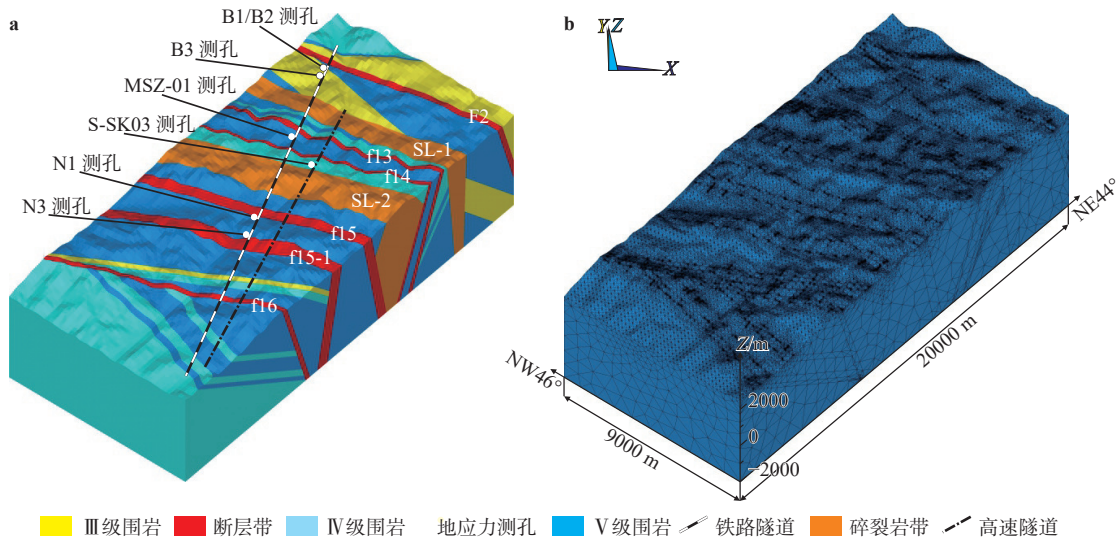 a
B1/B2 测孔
B3 测孔
MSZ-01 测孔
S-SK03 测孔
N1 测孔
N3 测孔
F2
SL-1
f13
f14
SL-2
f15
f15-1
f16
b
Y Z
X
NE44°
20000 m
Z/m
2000
0
−2000
NW46°
9000 m
Ⅲ级围岩 断层带 Ⅳ级围岩 地应力测孔 Ⅴ级围岩 铁路隧道 碎裂岩带 高速隧道